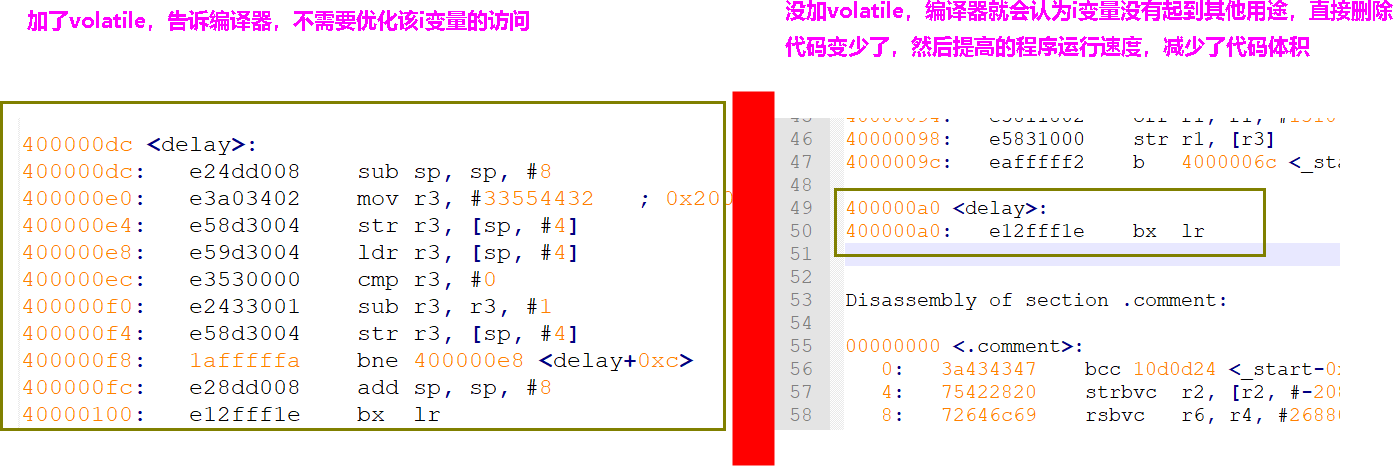 加了volatile，告诉编译器，不需要优化该i变量的访问
没加volatile，编译器就会认为i变量没有起到其他用途，直接删除
代码变少了，然后提高的程序运行速度，减少了代码体积
400000dc <delay>:
400000dc: e24dd008 sub sp, sp, #8
400000e0: e3a03402 mov r3, #33554432 ; 0x200
400000e4: e58d3004 str r3, [sp, #4]
400000e8: e59d3004 ldr r3, [sp, #4]
400000ec: e3530000 cmp r3, #0
400000f0: e2433001 sub r3, r3, #1
400000f4: e58d3004 str r3, [sp, #4]
400000f8: 1afffffa bne 400000e8 <delay+0xc>
400000fc: e28dd008 add sp, sp, #8
40000100: e12fff1e bx lr
46 40000098: e5831000 str r1, [r3]
47 4000009c: eafffff2 b 4000006c <_sta
48
49 400000a0 <delay>:
50 400000a0: e12fff1e bx lr
51
52
53 Disassembly of section .comment:
54
55 00000000 <.comment>:
56 0: 3a434347 bcc 10d0d24 <_start-0x
57 4: 75422820 strbvc r2, [r2, #-208
58 8: 72646c69 rsbvc r6, r4, #26880